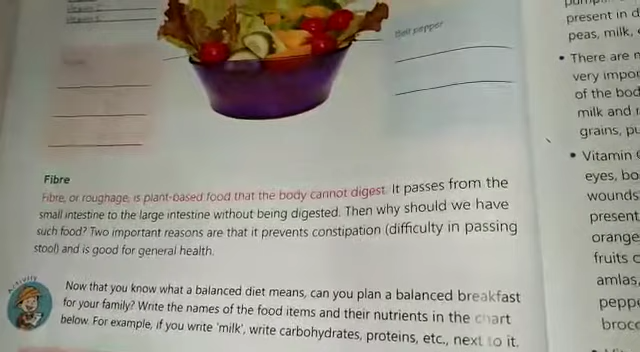 Vitamin C
Vitamin E
Bell pepper
Fibre
Fibre, or roughage, is plant-based food that the body cannot digest. It passes from the
small intestine to the large intestine without being digested. Then why should we have
such food? Two important reasons are that it prevents constipation (difficulty in passing
stool) and is good for general health.
Activity
Now that you know what a balanced diet means, can you plan a balanced breakfast
for your family? Write the names of the food items and their nutrients in the chart
below. For example, if you write 'milk', write carbohydrates, proteins, etc., next to it.
present in d
peas, milk,
• There are
very impor
of the bod
milk and
grains, pu
• Vitamin
eyes, bo
wounds
present
orange
fruits
amlas,
peppe
brocc